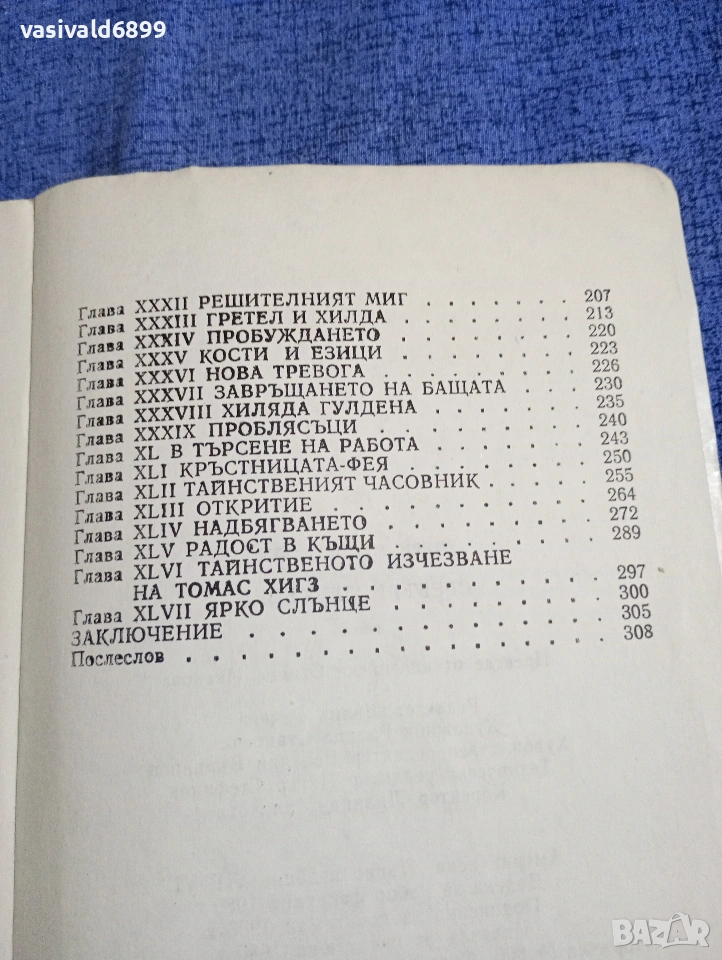 vasivald6899
Глава XXXII РЕШИТЕЛНИЯТ МИГ . . . . . . 207
Глава XXXIII ГРЕТЕЛ И ХИЛДА . . . . . . 213
Глава XXXIV ПРОБУЖДАНЕТО . . . . . . 220
Глава XXXV КОСТИ И ЕЗИЦИ . . . . . . 223
Глава XXXVI НОВА ТРЕВОГА . . . . . . 226
Глава XXXVII ЗАВРЪЩАНЕТО НА БАЩАТА . . . 230
Глава XXXVIII ХИЛЯДА ГУЛДЕНА . . . . . 235
Глава XXXIX ПРОБЛЯСЪЦИ . . . . . . 240
Глава XL В ТЪРСЕНЕ НА РАБОТА . . . . . 243
Глава XLI КРЪСТНИЦАТА-ФЕЯ . . . . . . 250
Глава XLII ТАЙНСТВЕНИЯТ ЧАСОВНИК . . . . 255
Глава XLIII ОТКРИТИЕ . . . . . . . . 264
Глава XLIV НАДБЯГВАНЕТО . . . . . . . 272
Глава XLV РАДОСТ В КЪЩИ . . . . . . . 289
Глава XLVI ТАЙНСТВЕНОТО ИЗЧЕЗВАНЕ
НА ТОМАС ХИГЗ . . . . . . . 297
Глава XLVII ЯРКО СЛЪНЦЕ . . . . . . . 300
ЗАКЛЮЧЕНИЕ . . . . . . . . . . . 305
Послеслов . . . . . . . . . . . . 308
BAZAR